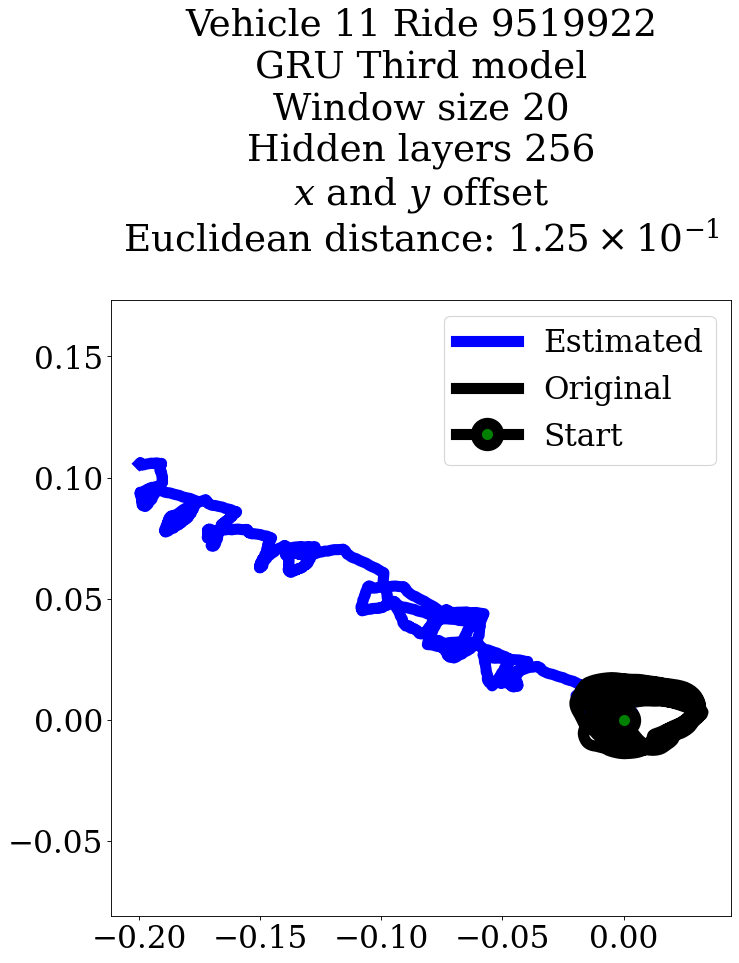 Vehicle 11 Ride 9519922
GRU Third model
Window size 20
Hidden layers 256
x and y offset
Euclidean distance: 1.25 × 10⁻¹
Estimated
Original
Start
0.15
0.10
0.05
0.00
−0.05
−0.20 −0.15 −0.10 −0.05 0.00